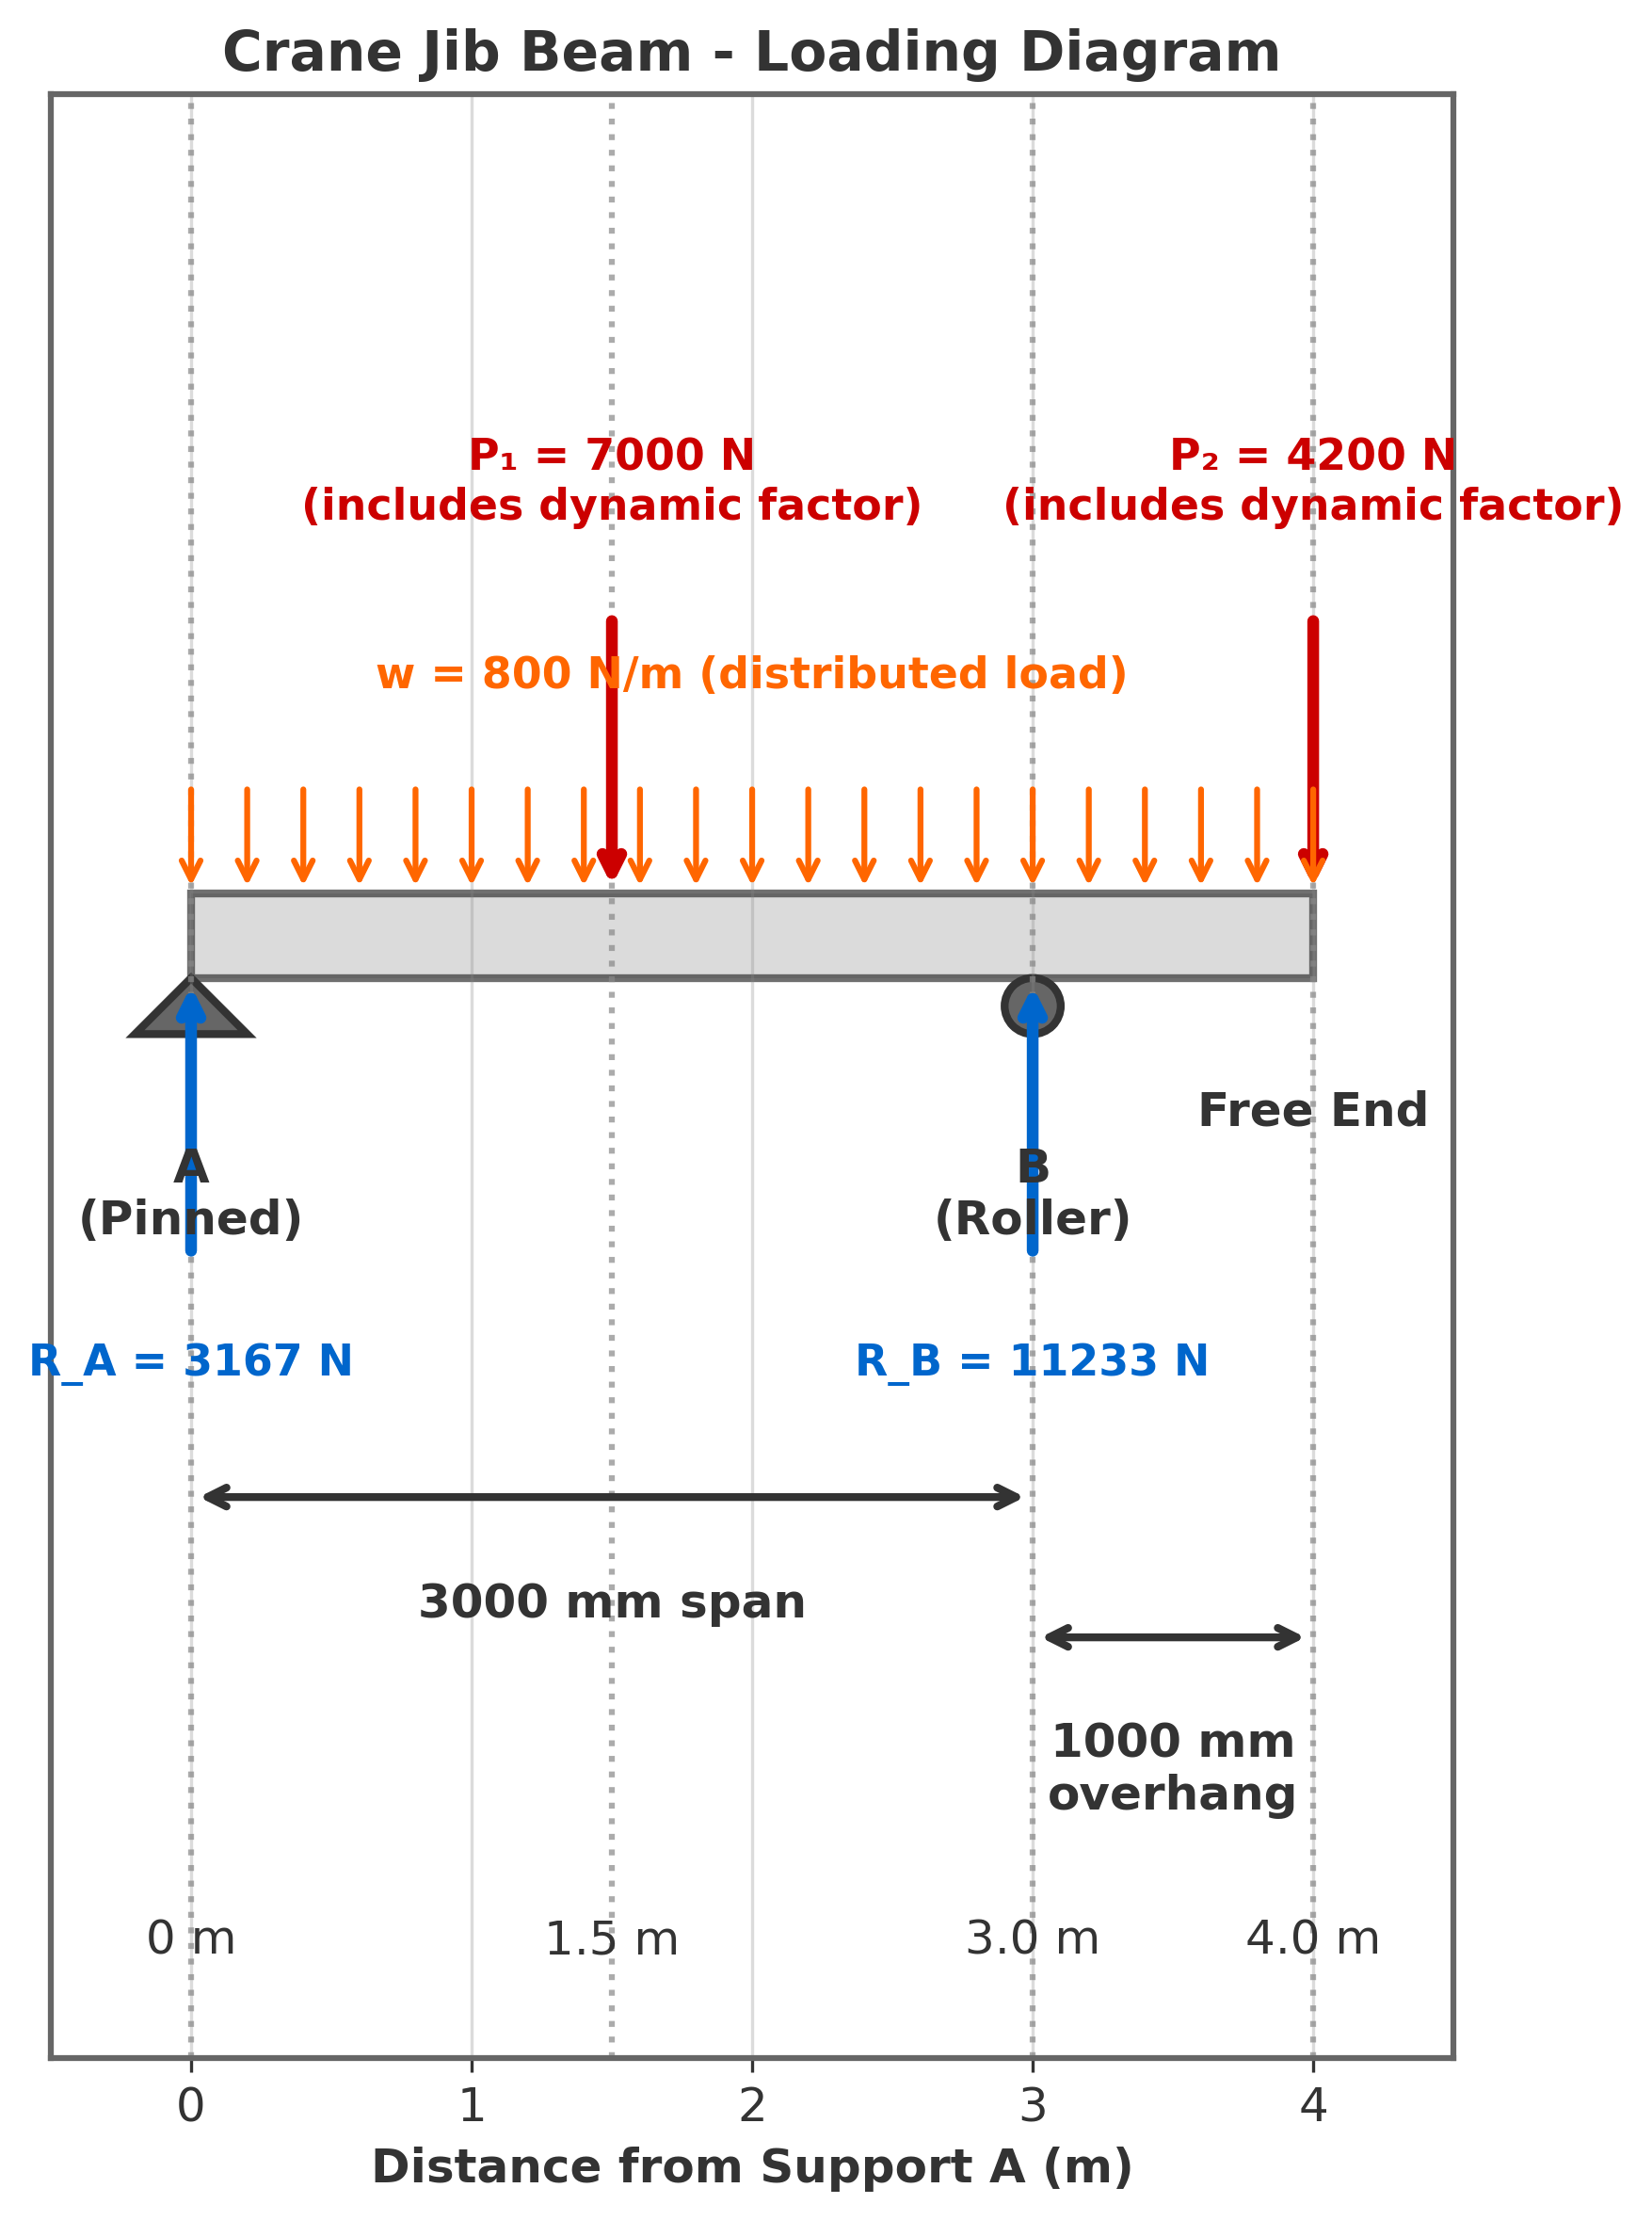 Crane Jib Beam - Loading Diagram
P₁ = 7000 N
(includes dynamic factor)
P₂ = 4200 N
(includes dynamic factor)
w = 800 N/m (distributed load)
Free End
A
(Pinned)
B
(Roller)
R_A = 3167 N
R_B = 11233 N
3000 mm span
1000 mm
overhang
0 m
1.5 m
3.0 m
4.0 m
0
1
2
3
4
Distance from Support A (m)